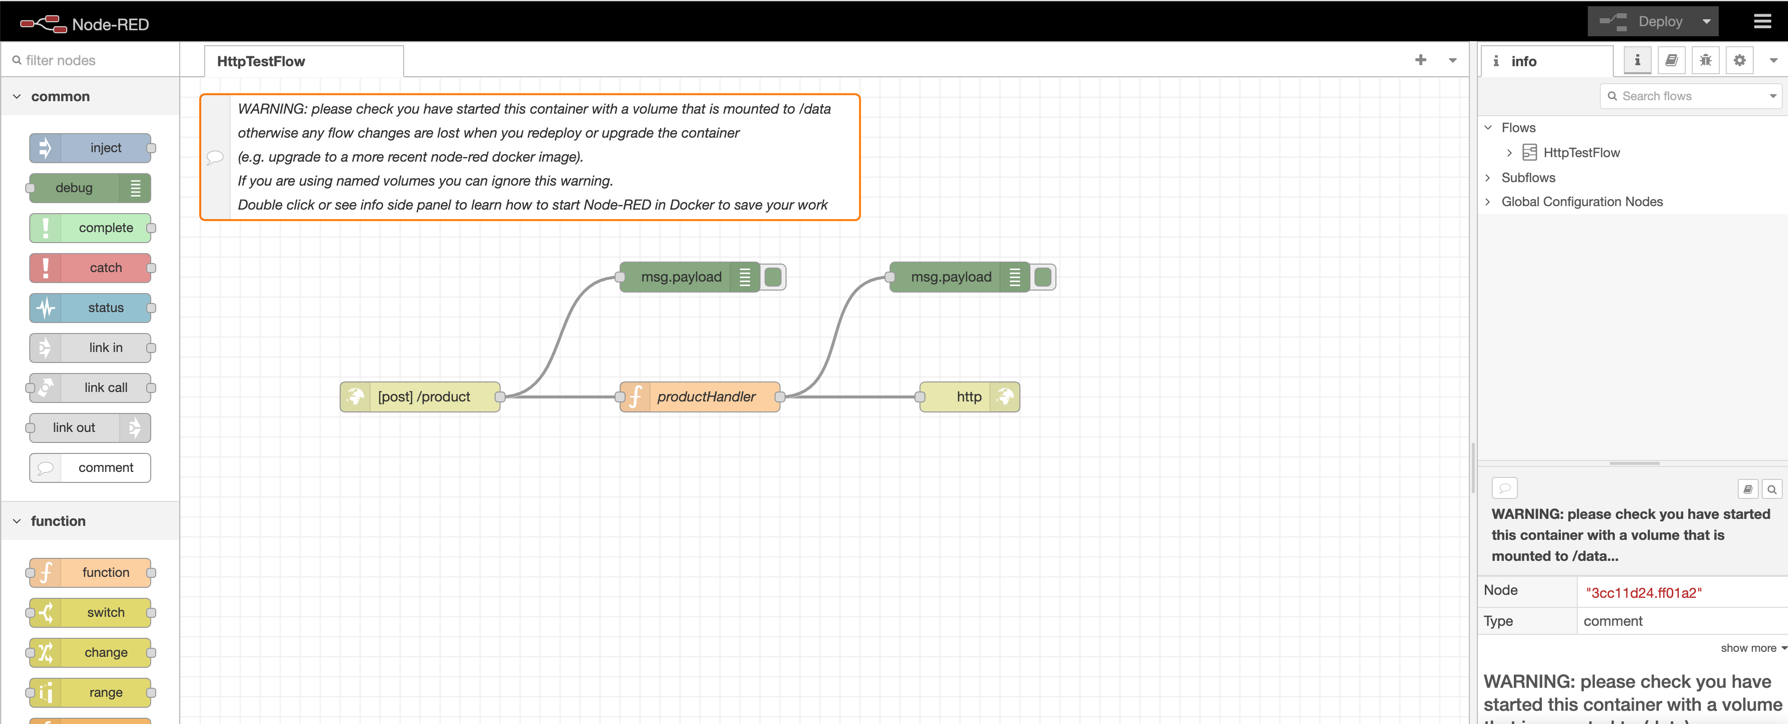 Node-RED
Deploy
filter nodes
HttpTestFlow
info
common
Search flows
WARNING: please check you have started this container with a volume that is mounted to /data
otherwise any flow changes are lost when you redeploy or upgrade the container
(e.g. upgrade to a more recent node-red docker image).
If you are using named volumes you can ignore this warning.
Double click or see info side panel to learn how to start Node-RED in Docker to save your work
inject
debug
complete
catch
status
link in
link call
link out
comment
function
function
switch
change
range
msg.payload
msg.payload
[post] /product
productHandler
http
Flows
HttpTestFlow
Subflows
Global Configuration Nodes
WARNING: please check you have started
this container with a volume that is
mounted to /data...
Node
"3cc11d24.ff01a2"
Type
comment
show more
WARNING: please check you have
started this container with a volume